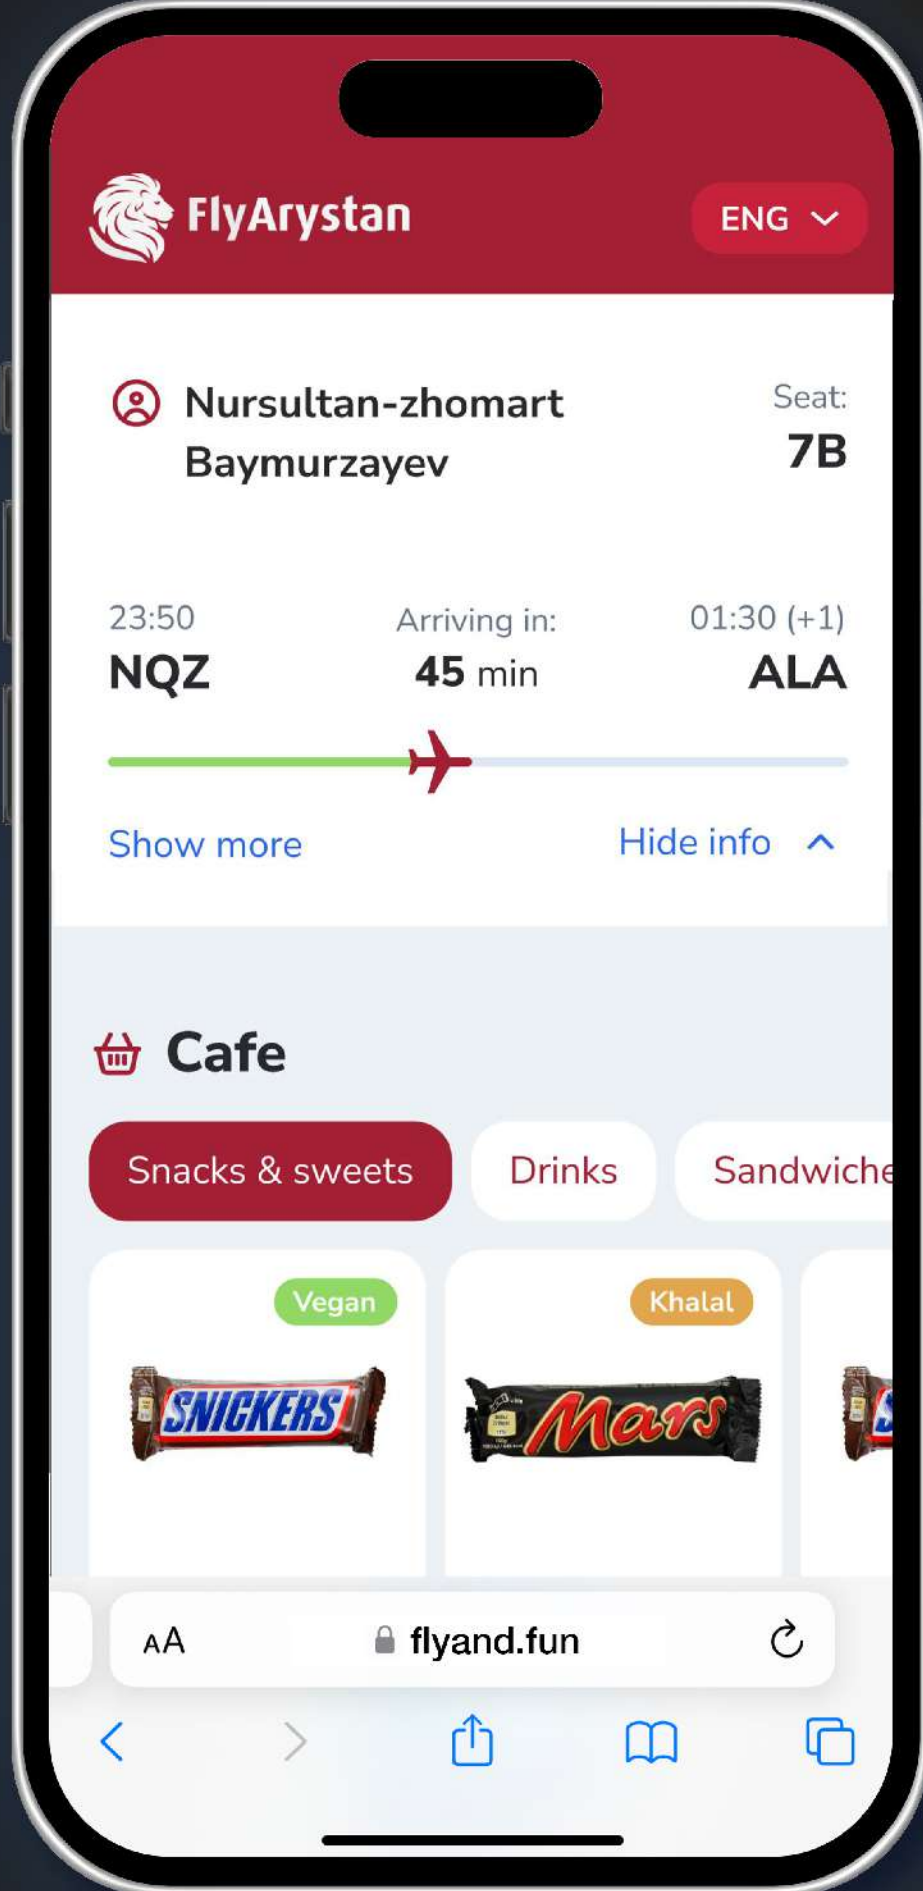 FlyArystan
ENG
Nursultan-zhomart
Baymurzayev
Seat:
7B
23:50
NQZ
Arriving in:
45 min
01:30 (+1)
ALA
Show more
Hide info
Cafe
Snacks & sweets
Drinks
Sandwiche
Vegan
Khalal
SNICKERS
Mars
AA
flyand.fun